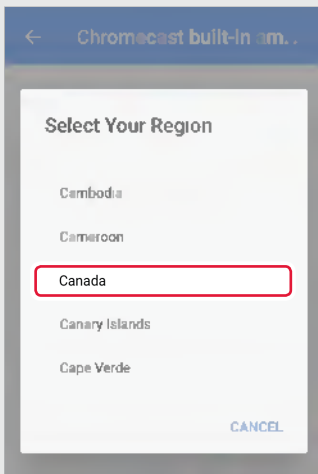 ← Chromecast built-in am..
Select Your Region
Cambodia
Cameroon
Canada
Canary Islands
Cape Verde
CANCEL